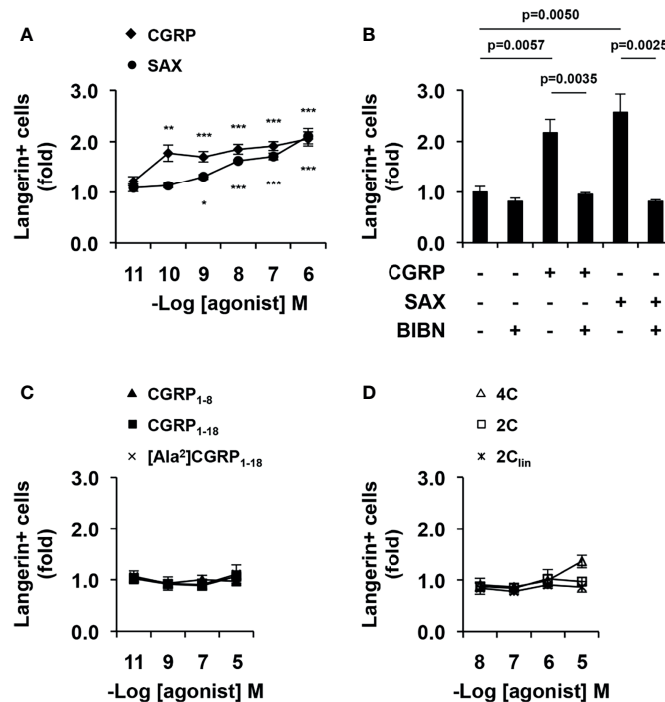 A
◆ CGRP
● SAX
Langerin+ cells (fold)
3.0
2.0
1.0
0.0
** *** *** *** ***
* *** *** ***
11 10 9 8 7 6
-Log [agonist] M
B
p=0.0050
p=0.0057
p=0.0025
p=0.0035
Langerin+ cells (fold)
3.0
2.0
1.0
0.0
CGRP - - + + - -
SAX - - - - + +
BIBN - + - + - +
C
▲ CGRP1-8
■ CGRP1-18
× [Ala2]CGRP1-18
Langerin+ cells (fold)
3.0
2.0
1.0
0.0
11 9 7 5
-Log [agonist] M
D
△ 4C
□ 2C
2Clin
Langerin+ cells (fold)
3.0
2.0
1.0
0.0
8 7 6 5
-Log [agonist] M